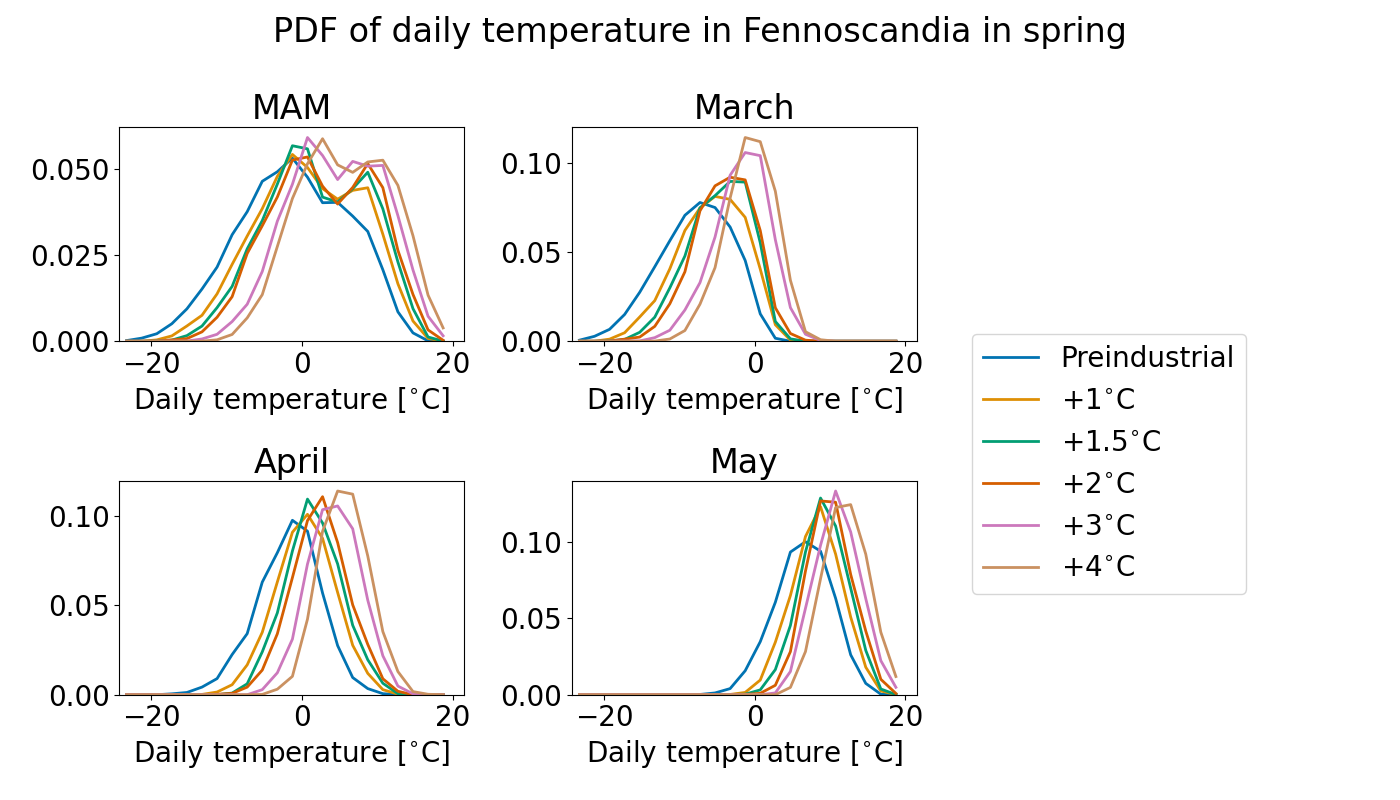 PDF of daily temperature in Fennoscandia in spring
MAM
0.050
0.025
0.000
−20 0 20
Daily temperature [°C]
March
0.10
0.05
0.00
−20 0 20
Daily temperature [°C]
April
0.10
0.05
0.00
−20 0 20
Daily temperature [°C]
May
0.10
0.05
0.00
−20 0 20
Daily temperature [°C]
Preindustrial
+1°C
+1.5°C
+2°C
+3°C
+4°C